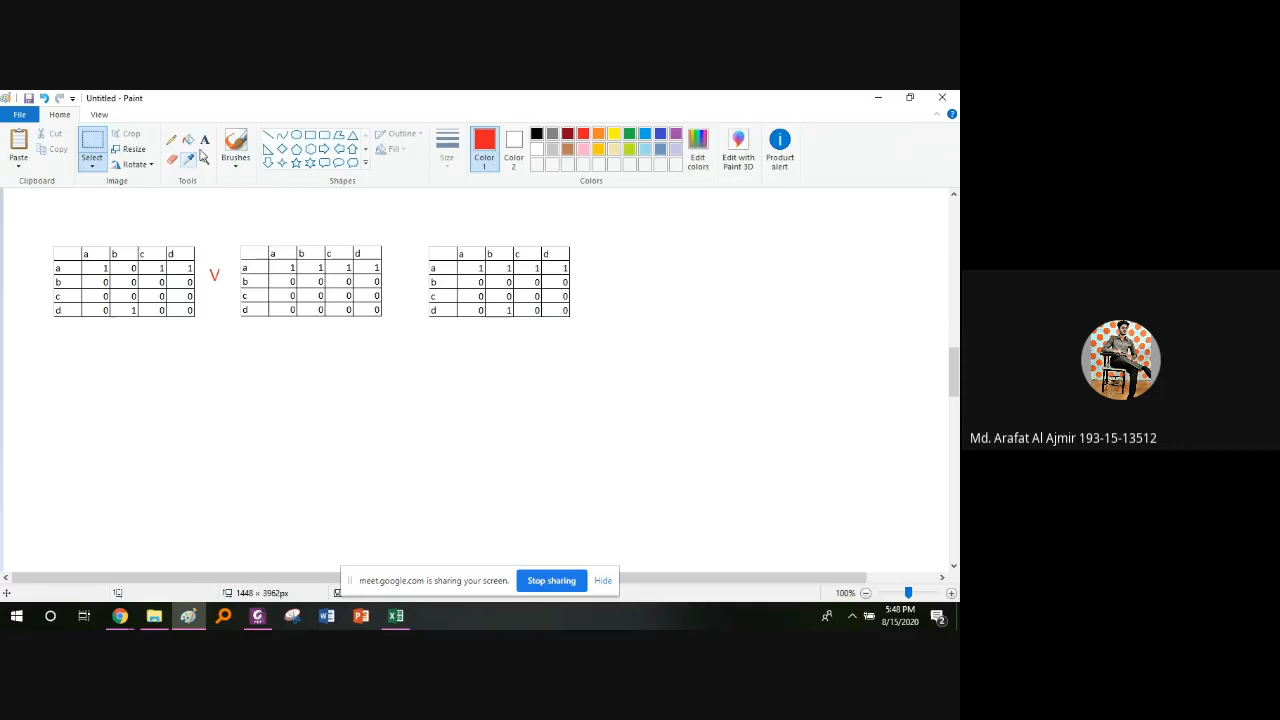 Untitled - Paint
File Home View
Paste
Cut
Copy
Clipboard
Select
Crop
Resize
Rotate
Image
A
Tools
Brushes
Outline
Fill
Shapes
Size
Color 1
Color 2
Edit colors
Colors
Edit with Paint 3D
Product alert
a b c d
a 1 0 1 1
b 0 0 0 0
c 0 0 0 0
d 0 1 0 0
V
a b c d
a 1 1 1 1
b 0 0 0 0
c 0 0 0 0
d 0 0 0 0
a b c d
a 1 1 1 1
b 0 0 0 0
c 0 0 0 0
d 0 1 0 0
Md. Arafat Al Ajmir 193-15-13512
meet.google.com is sharing your screen. Stop sharing Hide
1448 × 3962px
100%
5:48 PM
8/15/2020
2